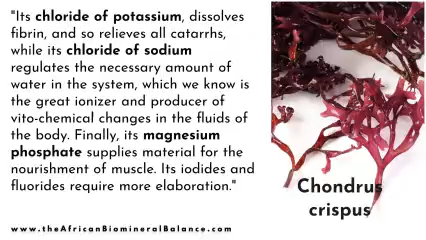 "Its chloride of potassium, dissolves
fibrin, and so relieves all catarrhs,
while its chloride of sodium
regulates the necessary amount of
water in the system, which we know is
the great ionizer and producer of
vito-chemical changes in the fluids of
the body. Finally, its magnesium
phosphate supplies material for the
nourishment of muscle. Its iodides and
fluorides require more elaboration."
Chondrus
crispus
www.theAfricanBiomineralBalance.com